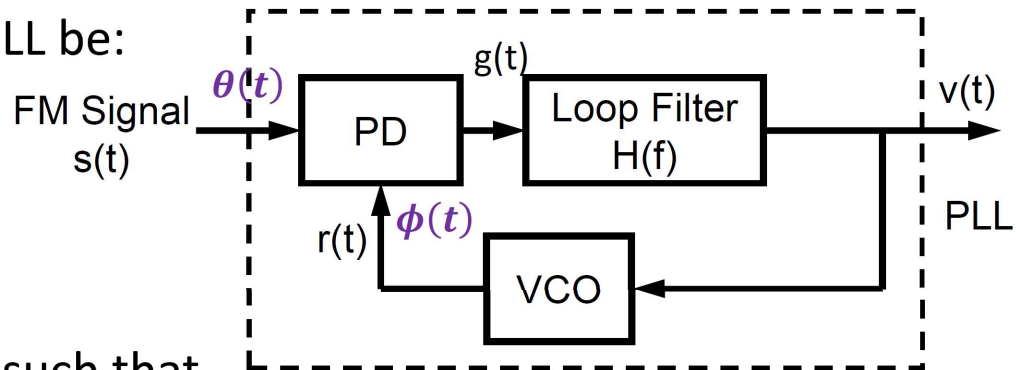 LL be:
θ(t)
g(t)
v(t)
FM Signal
s(t)
PD
Loop Filter
H(f)
r(t)
ϕ(t)
PLL
VCO
such that